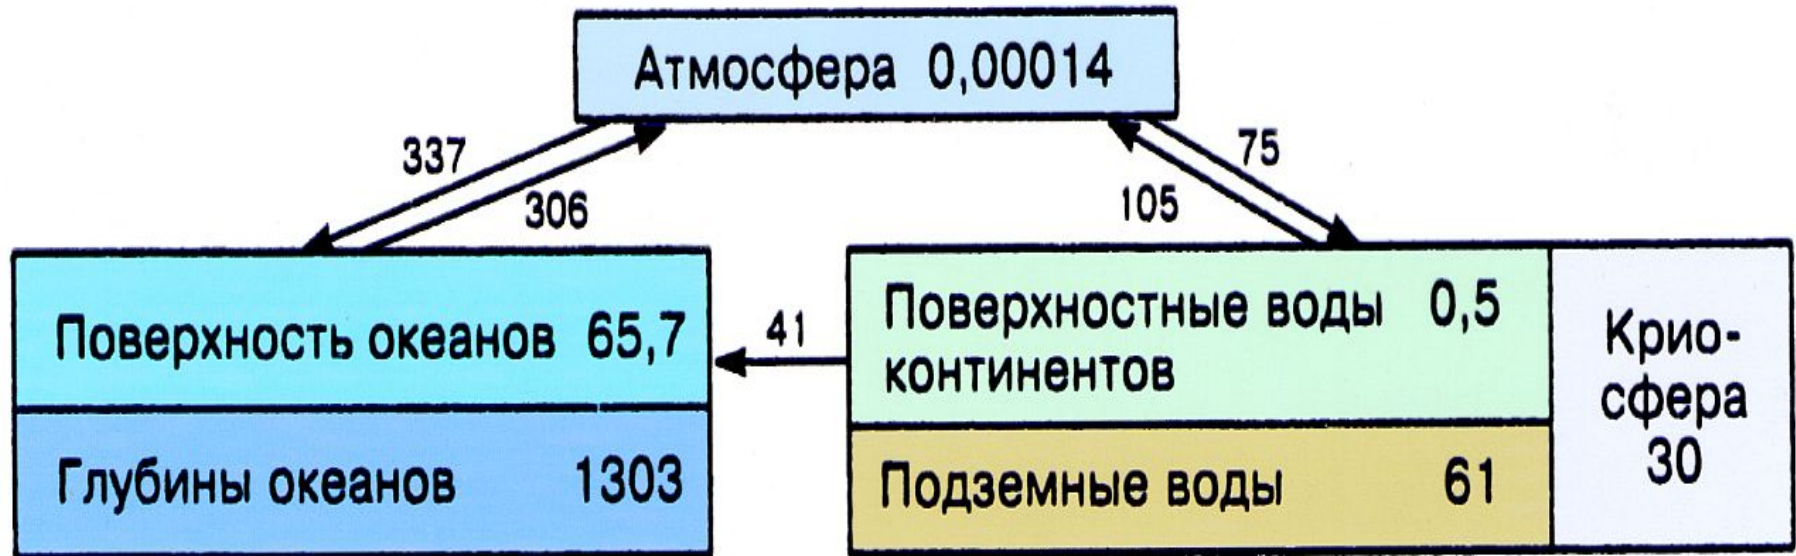 Атмосфера 0,00014
337
306
75
105
Поверхность океанов 65,7
Глубины океанов 1303
41
Поверхностные воды 0,5
континентов
Подземные воды 61
Крио-
сфера
30